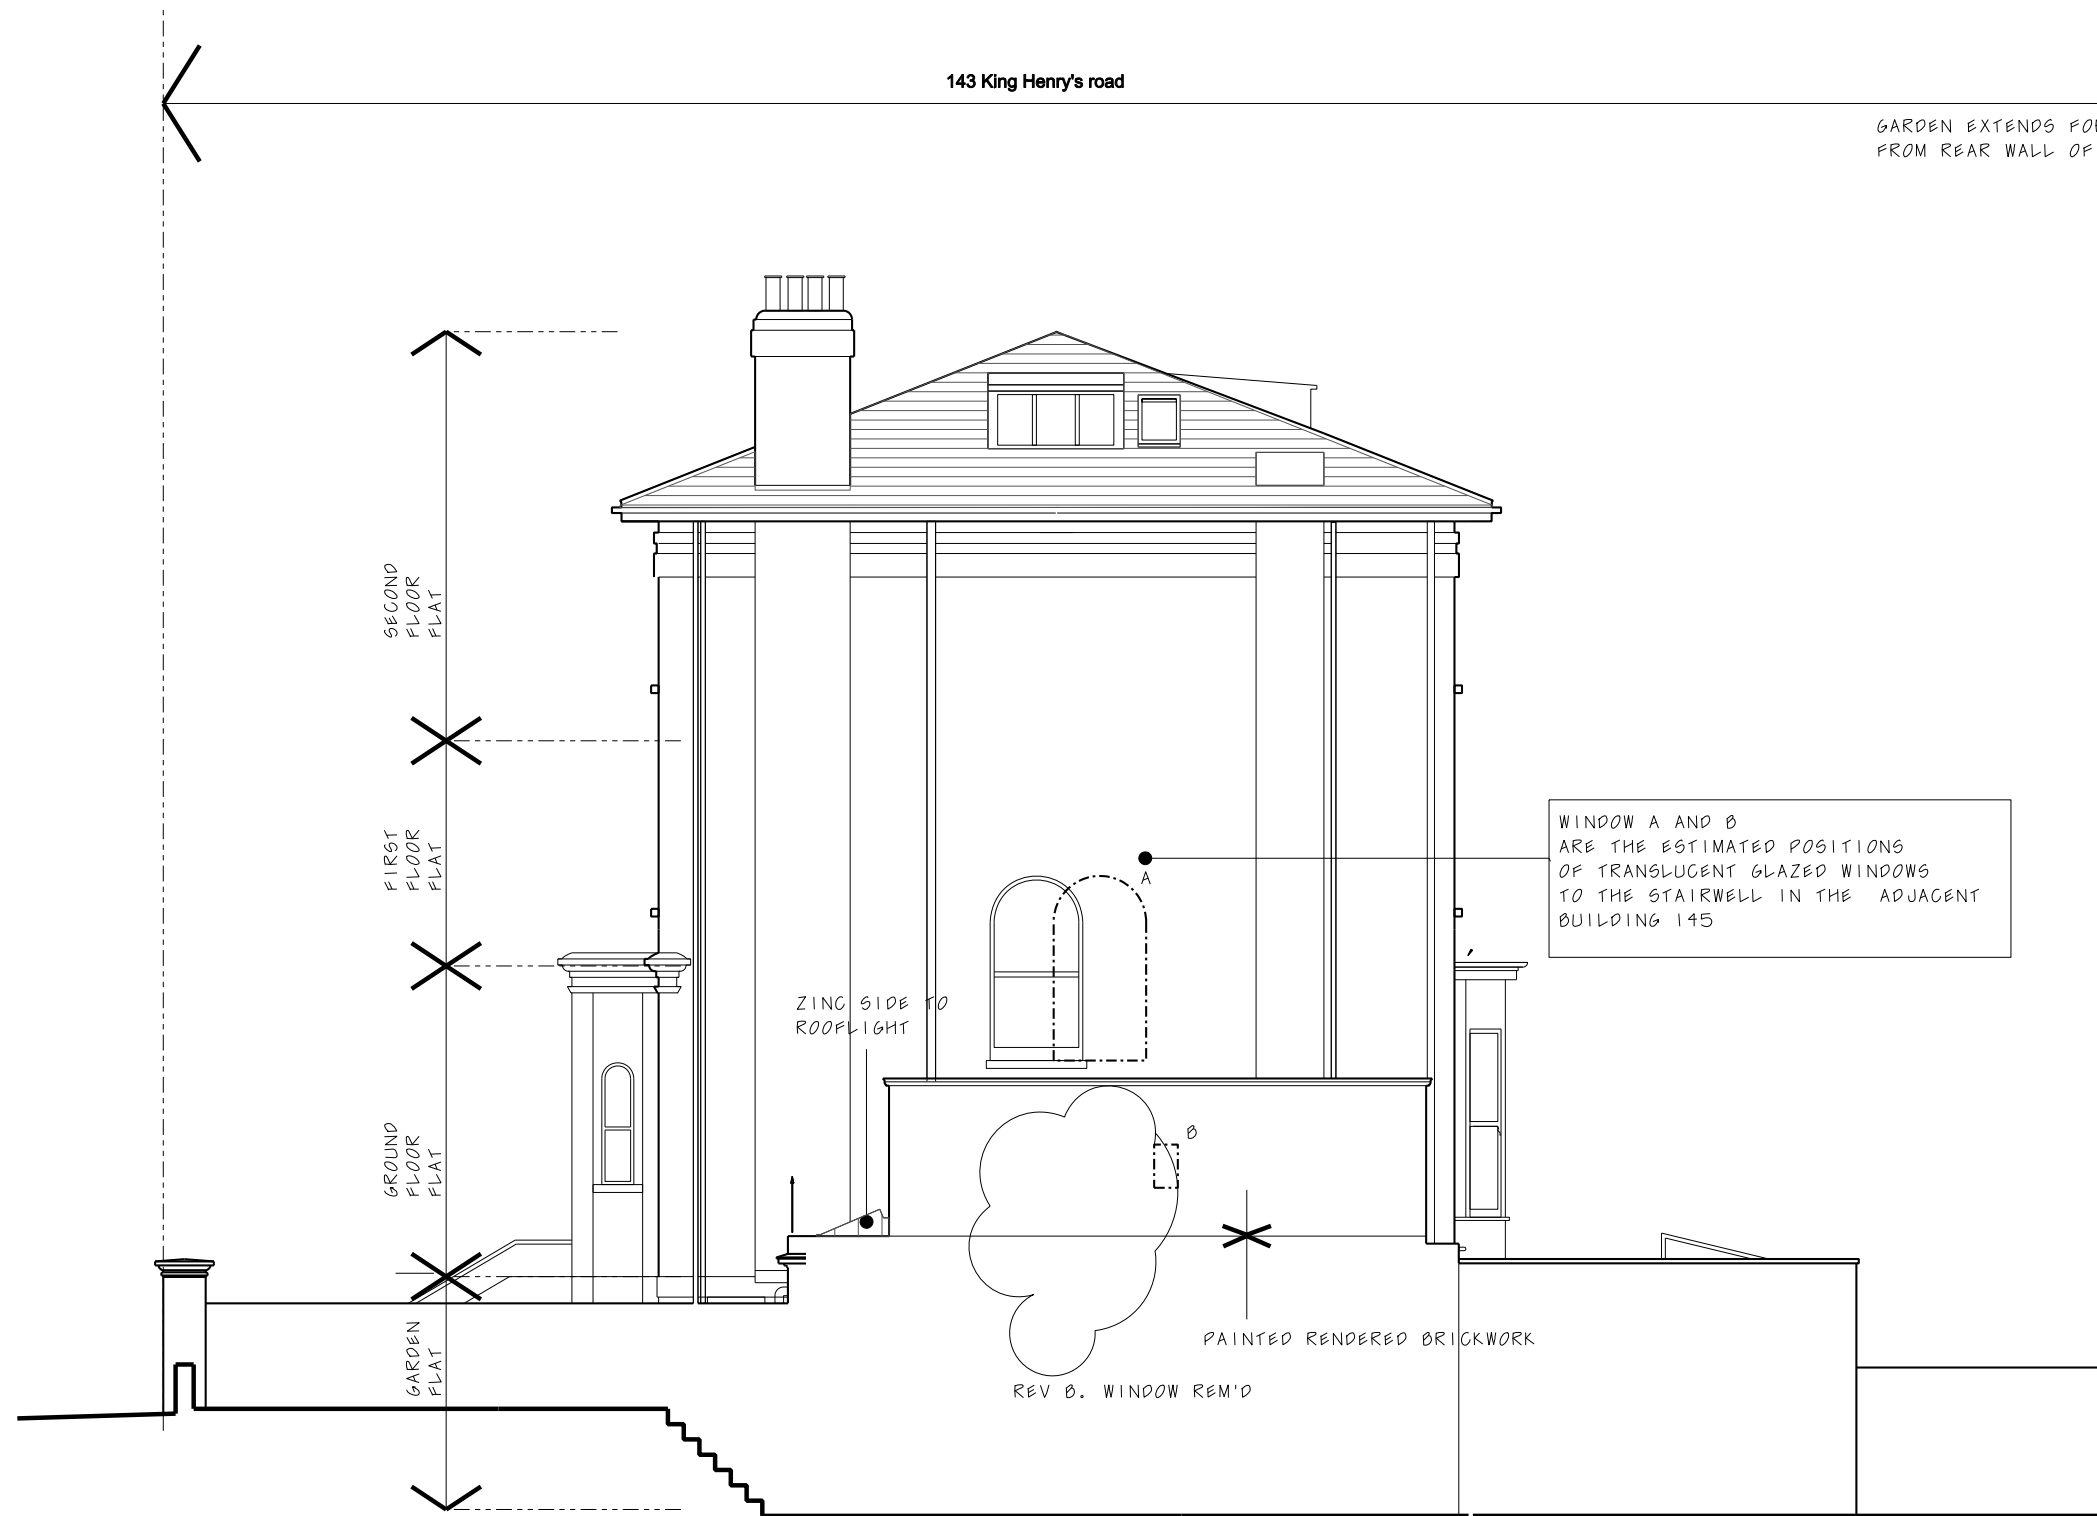 143 King Henry's road
GARDEN EXTENDS
FROM REAR WALL OF
SECOND
FLOOR
FLAT
FIRST
FLOOR
FLAT
WINDOW A AND B
ARE THE ESTIMATED POSITIONS
OF TRANSLUCENT GLAZED WINDOWS
TO THE STAIRWELL IN THE ADJACENT
BUILDING 145
A
ZINC SIDE TO
ROOFLIGHT
B
GROUND
FLOOR
FLAT
GARDEN
FLAT
PAINTED RENDERED BRICKWORK
REV B. WINDOW REM'D